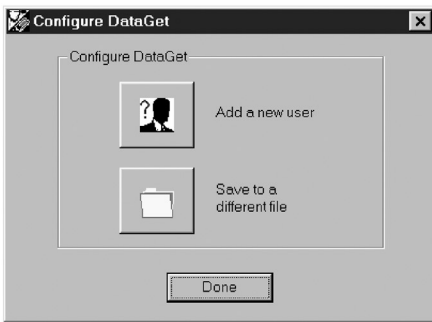 Configure DataGet
Configure DataGet
?
Add a new user
Save to a
different file
Done